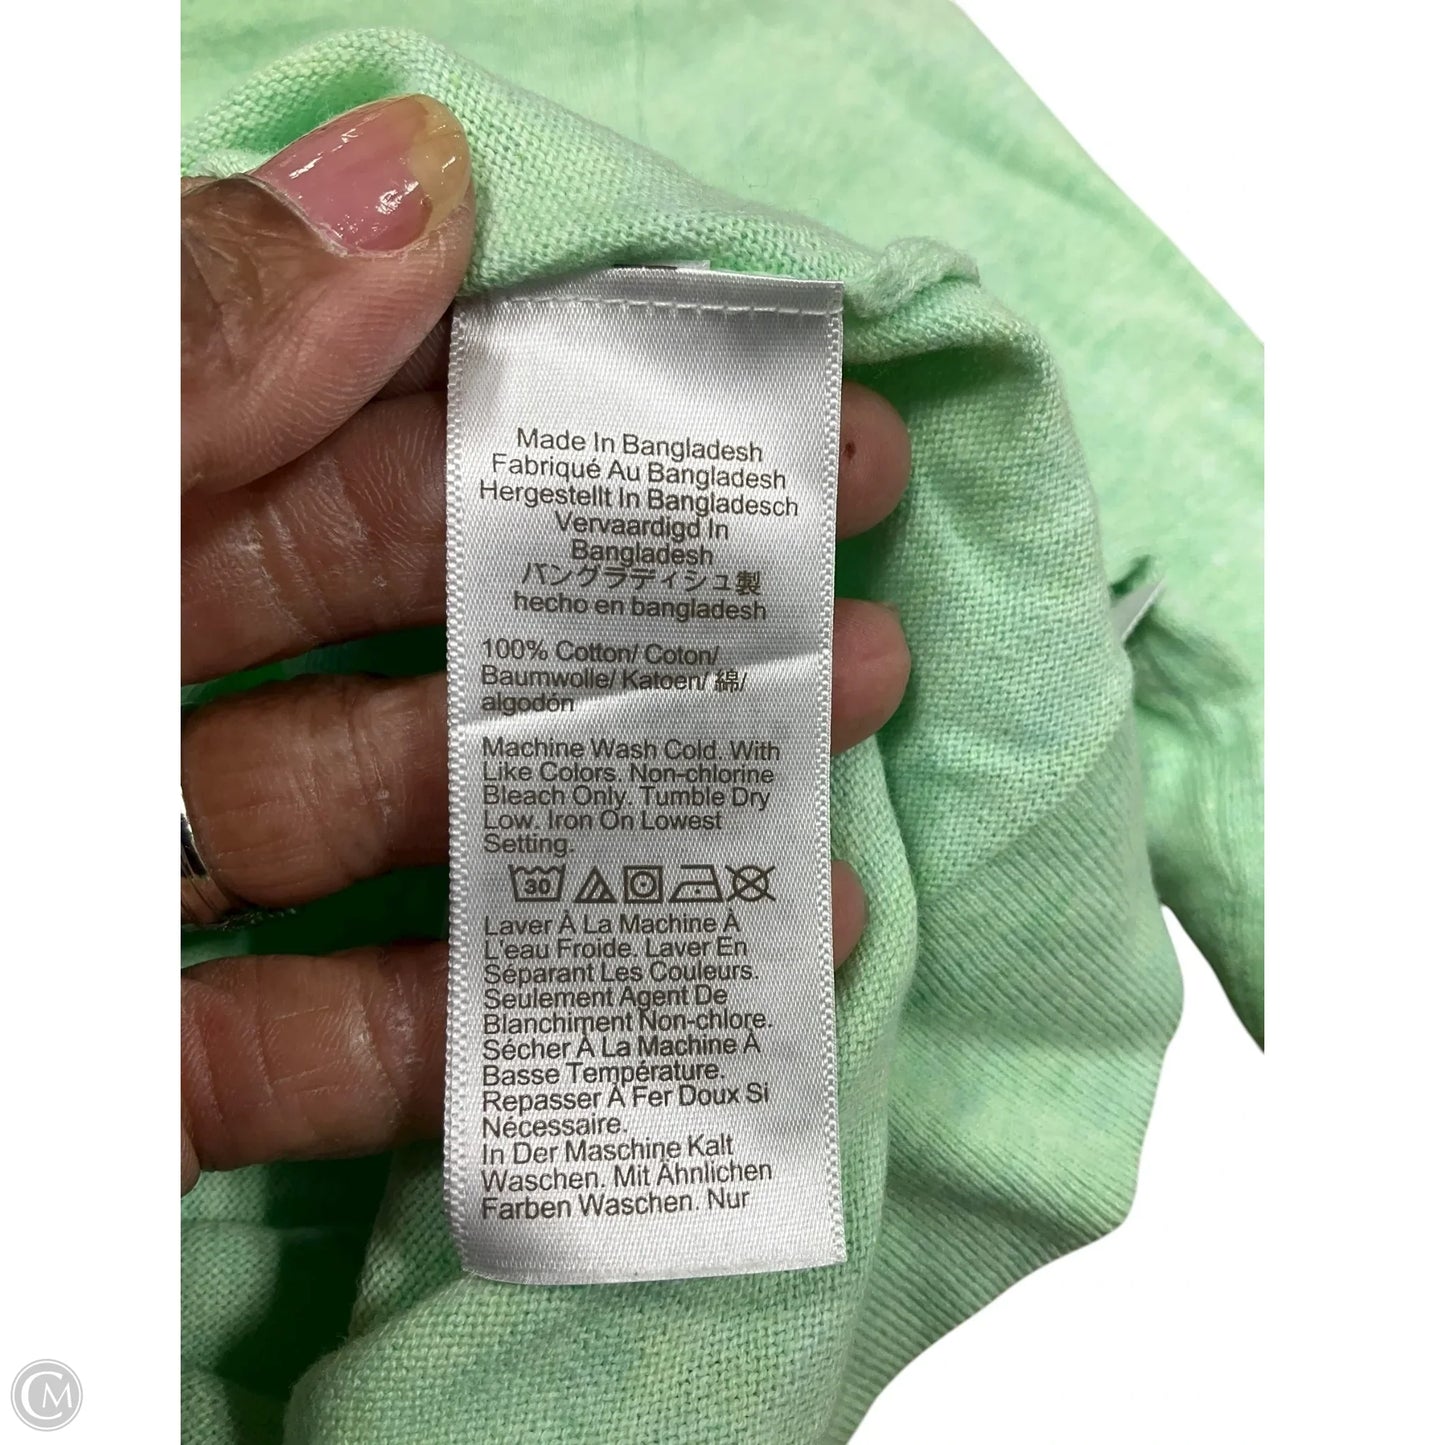 Made In Bangladesh
Fabriqué Au Bangladesh
Hergestellt In Bangladesch
Vervaardigd In
Bangladesh
バングラディシュ製
hecho en bangladesh
100% Cotton/ Coton/
Baumwolle/ Katoen/ 綿/
algodón
Machine Wash Cold. With
Like Colors. Non-chlorine
Bleach Only. Tumble Dry
Low. Iron On Lowest
Setting.
30
Laver À La Machine À
L'eau Froide. Laver En
Séparant Les Couleurs.
Seulement Agent De
Blanchiment Non-chlore.
Sécher À La Machine À
Basse Température.
Repasser À Fer Doux Si
Nécessaire.
In Der Maschine Kalt
Waschen. Mit Ähnlichen
Farben Waschen. Nur
CM